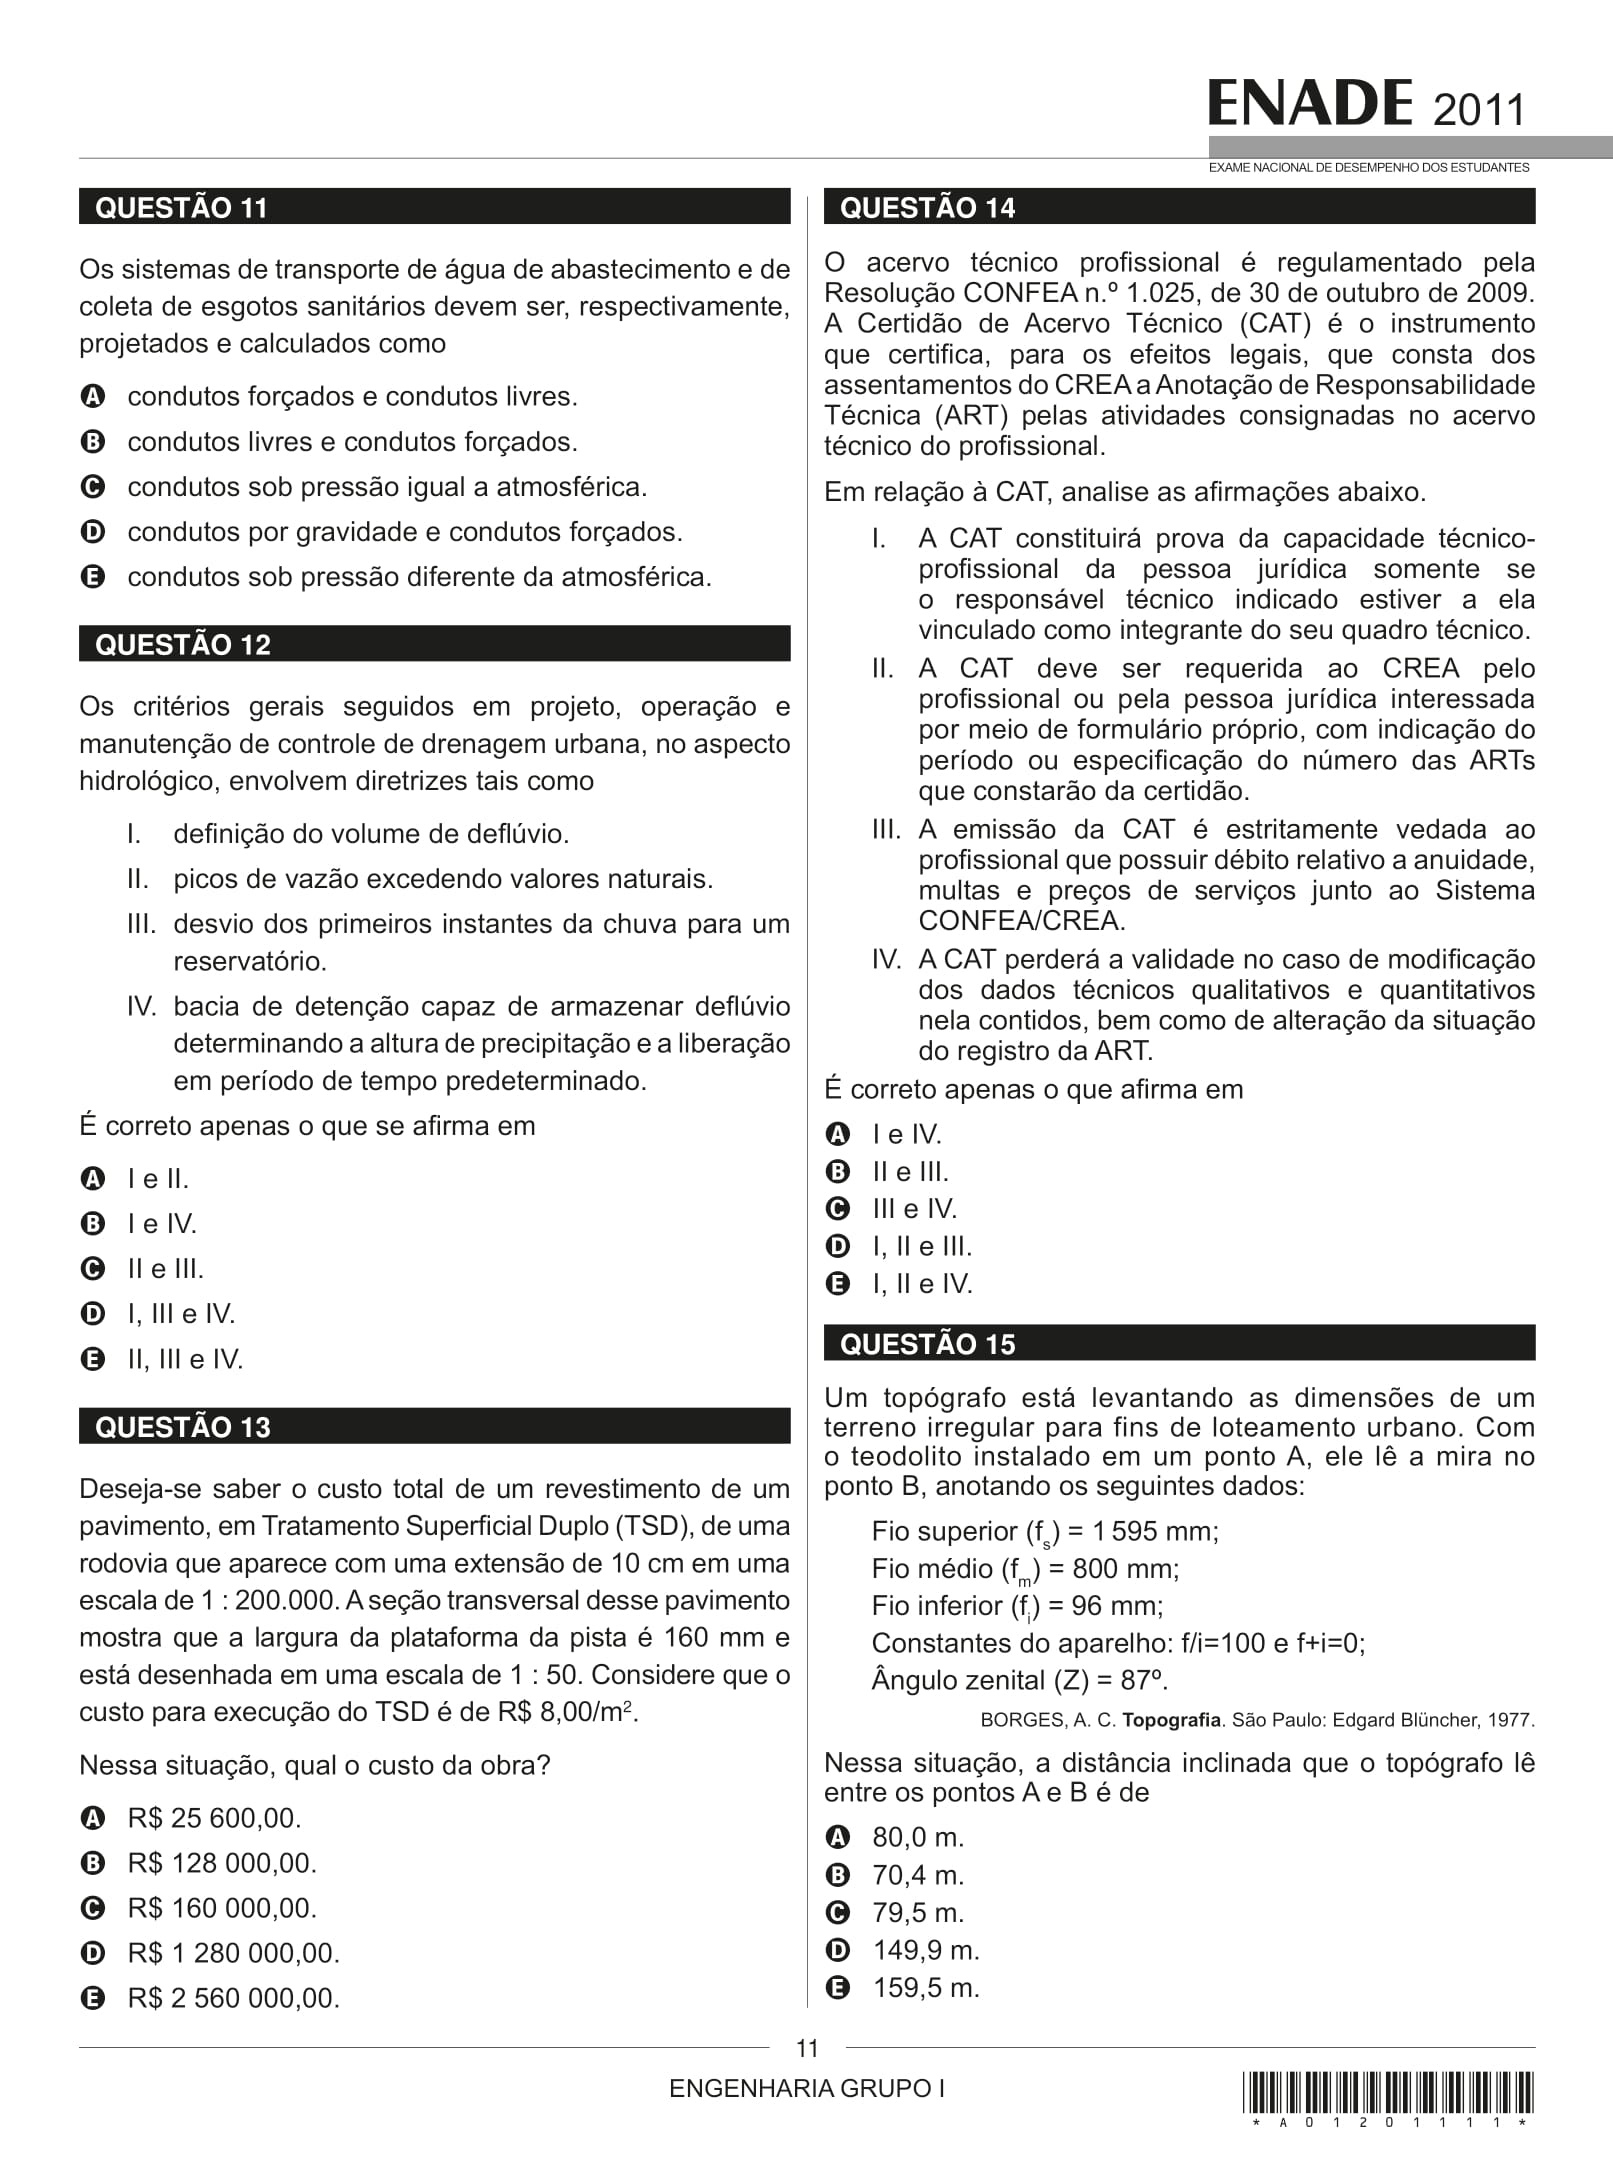 ENADE 2011
EXAME NACIONAL DE DESEMPENHO DOS ESTUDANTES
QUESTÃO 11
Os sistemas de transporte de água de abastecimento e de
coleta de esgotos sanitários devem ser, respectivamente,
projetados e calculados como
A condutos forçados e condutos livres.
B condutos livres e condutos forçados.
C condutos sob pressão igual a atmosférica.
D condutos por gravidade e condutos forçados.
E condutos sob pressão diferente da atmosférica.
QUESTÃO 12
Os critérios gerais seguidos em projeto, operação e
manutenção de controle de drenagem urbana, no aspecto
hidrológico, envolvem diretrizes tais como
I. definição do volume de deflúvio.
II. picos de vazão excedendo valores naturais.
III. desvio dos primeiros instantes da chuva para um
reservatório.
IV. bacia de detenção capaz de armazenar deflúvio
determinando a altura de precipitação e a liberação
em período de tempo predeterminado.
É correto apenas o que se afirma em
A I e II.
B I e IV.
C II e III.
D I, III e IV.
E II, III e IV.
QUESTÃO 13
Deseja-se saber o custo total de um revestimento de um
pavimento, em Tratamento Superficial Duplo (TSD), de uma
rodovia que aparece com uma extensão de 10 cm em uma
escala de 1 : 200.000. A seção transversal desse pavimento
mostra que a largura da plataforma da pista é 160 mm e
está desenhada em uma escala de 1 : 50. Considere que o
custo para execução do TSD é de R$ 8,00/m².
Nessa situação, qual o custo da obra?
A R$ 25 600,00.
B R$ 128 000,00.
C R$ 160 000,00.
D R$ 1 280 000,00.
E R$ 2 560 000,00.
QUESTÃO 14
O acervo técnico profissional é regulamentado pela
Resolução CONFEA n.º 1.025, de 30 de outubro de 2009.
A Certidão de Acervo Técnico (CAT) é o instrumento
que certifica, para os efeitos legais, que consta dos
assentamentos do CREA a Anotação de Responsabilidade
Técnica (ART) pelas atividades consignadas no acervo
técnico do profissional.
Em relação à CAT, analise as afirmações abaixo.
I. A CAT constituirá prova da capacidade técnico-
profissional da pessoa jurídica somente se
o responsável técnico indicado estiver a ela
vinculado como integrante do seu quadro técnico.
II. A CAT deve ser requerida ao CREA pelo
profissional ou pela pessoa jurídica interessada
por meio de formulário próprio, com indicação do
período ou especificação do número das ARTs
que constarão da certidão.
III. A emissão da CAT é estritamente vedada ao
profissional que possuir débito relativo a anuidade,
multas e preços de serviços junto ao Sistema
CONFEA/CREA.
IV. A CAT perderá a validade no caso de modificação
dos dados técnicos qualitativos e quantitativos
nela contidos, bem como de alteração da situação
do registro da ART.
É correto apenas o que afirma em
A I e IV.
B II e III.
C III e IV.
D I, II e III.
E I, II e IV.
QUESTÃO 15
Um topógrafo está levantando as dimensões de um
terreno irregular para fins de loteamento urbano. Com
o teodolito instalado em um ponto A, ele lê a mira no
ponto B, anotando os seguintes dados:
Fio superior (fs) = 1 595 mm;
Fio médio (fm) = 800 mm;
Fio inferior (fi) = 96 mm;
Constantes do aparelho: f/i=100 e f+i=0;
Ângulo zenital (Z) = 87º.
BORGES, A. C. Topografia. São Paulo: Edgard Blüncher, 1977.
Nessa situação, a distância inclinada que o topógrafo lê
entre os pontos A e B é de
A 80,0 m.
B 70,4 m.
C 79,5 m.
D 149,9 m.
E 159,5 m.
11
ENGENHARIA GRUPO I
*A01201111*